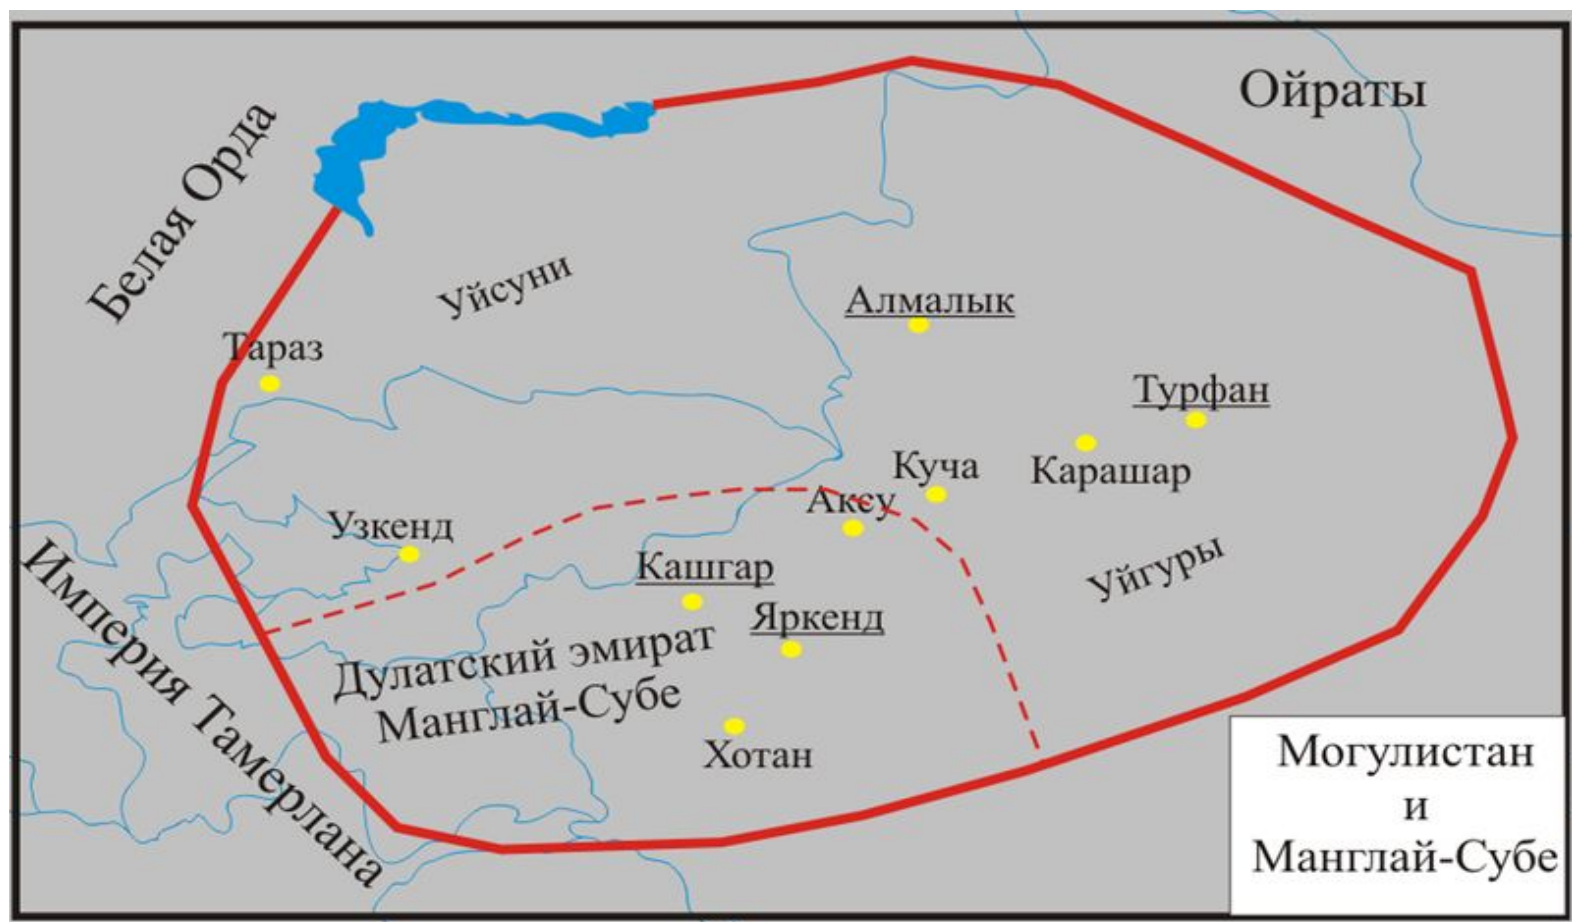 Ойраты
Белая Орда
Уйсуни
Алмалык
Тараз
Турфан
Куча
Карашар
Аксу
Узкенд
Кашгар
Уйгуры
Яркенд
Дулатский эмират
Манглай-Субе
Хотан
Империя Тамерлана
Могулистан
и
Манглай-Субе